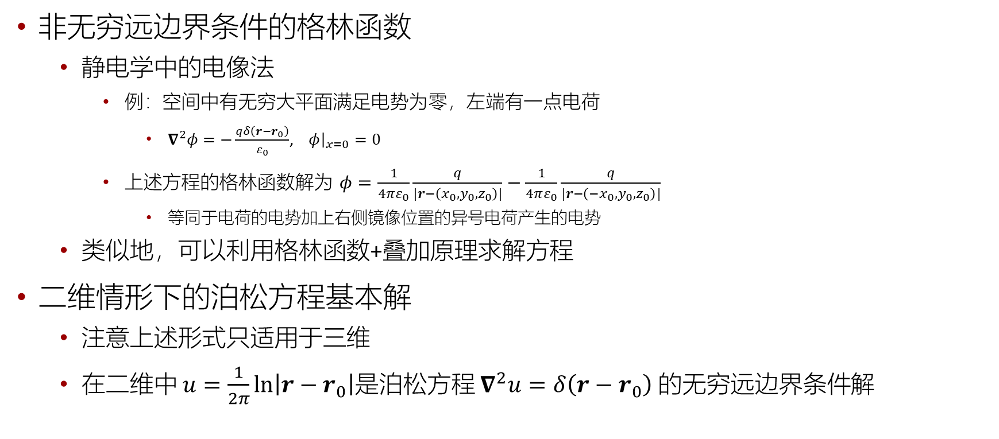 • 非无穷远边界条件的格林函数
• 静电学中的电像法
• 例：空间中有无穷大平面满足电势为零，左端有一点电荷
• $\boldsymbol{\nabla}^2\phi = -\frac{q\delta(\boldsymbol{r}-\boldsymbol{r}_0)}{\varepsilon_0}, \quad \phi|_{x=0} = 0$
• 上述方程的格林函数解为 $\phi = \frac{1}{4\pi\varepsilon_0}\frac{q}{|\boldsymbol{r}-(x_0,y_0,z_0)|} - \frac{1}{4\pi\varepsilon_0}\frac{q}{|\boldsymbol{r}-(-x_0,y_0,z_0)|}$
• 等同于电荷的电势加上右侧镜像位置的异号电荷产生的电势
• 类似地，可以利用格林函数+叠加原理求解方程
• 二维情形下的泊松方程基本解
• 注意上述形式只适用于三维
• 在二维中 $u = \frac{1}{2\pi}\ln|\boldsymbol{r}-\boldsymbol{r}_0|$是泊松方程 $\boldsymbol{\nabla}^2 u = \delta(\boldsymbol{r}-\boldsymbol{r}_0)$ 的无穷远边界条件解